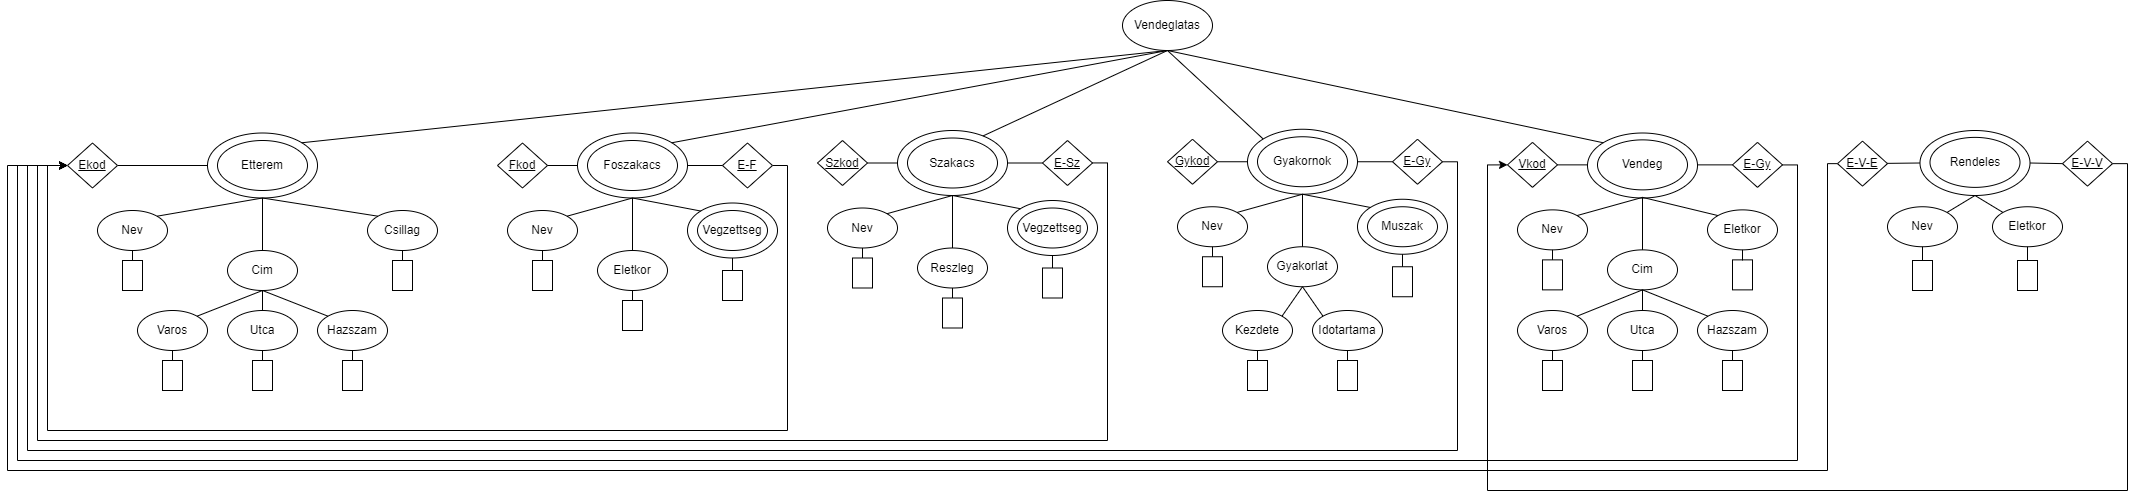 Vendeglatas
Ekod
Etterem
Fkod
Foszakacs
E-F
Szkod
Szakacs
E-Sz
Gykod
Gyakornok
E-Gy
Vkod
Vendeg
E-Gy
E-V-E
Rendeles
E-V-V
Nev
Csillag
Nev
Vegzettseg
Nev
Vegzettseg
Nev
Muszak
Nev
Eletkor
Nev
Eletkor
Cim
Eletkor
Reszleg
Gyakorlat
Cim
Varos
Utca
Hazszam
Kezdete
Idotartama
Varos
Utca
Hazszam